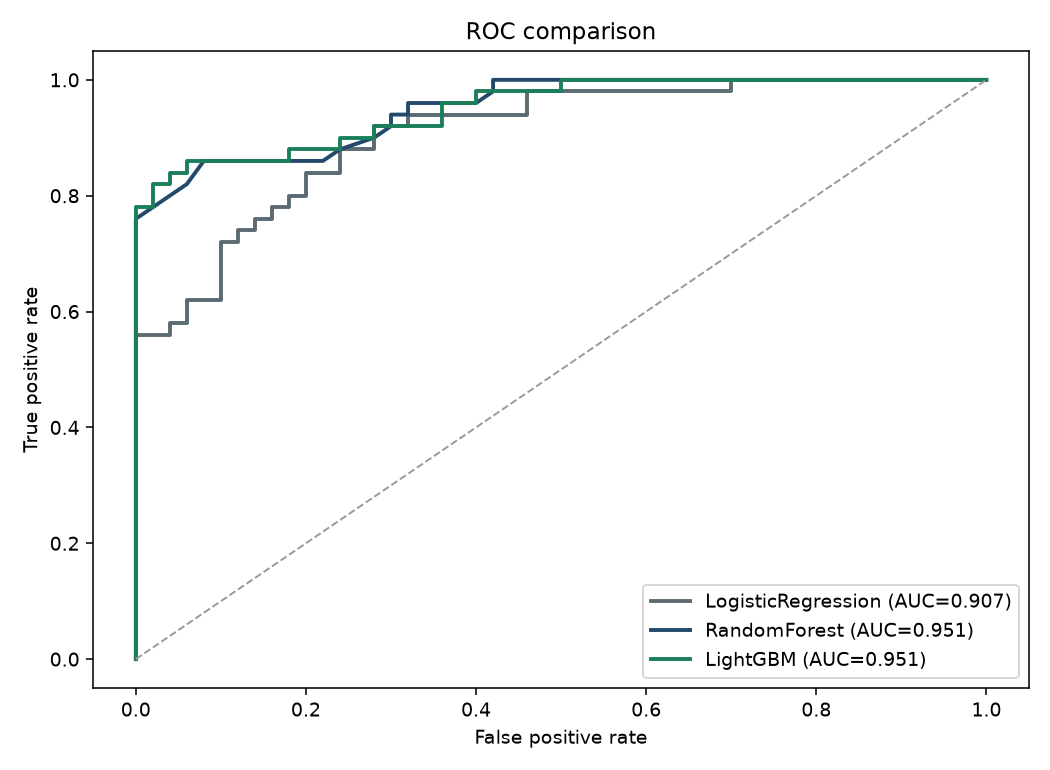 ROC comparison
1.0
0.8
0.6
0.4
0.2
0.0
True positive rate
0.0 0.2 0.4 0.6 0.8 1.0
False positive rate
LogisticRegression (AUC=0.907)
RandomForest (AUC=0.951)
LightGBM (AUC=0.951)